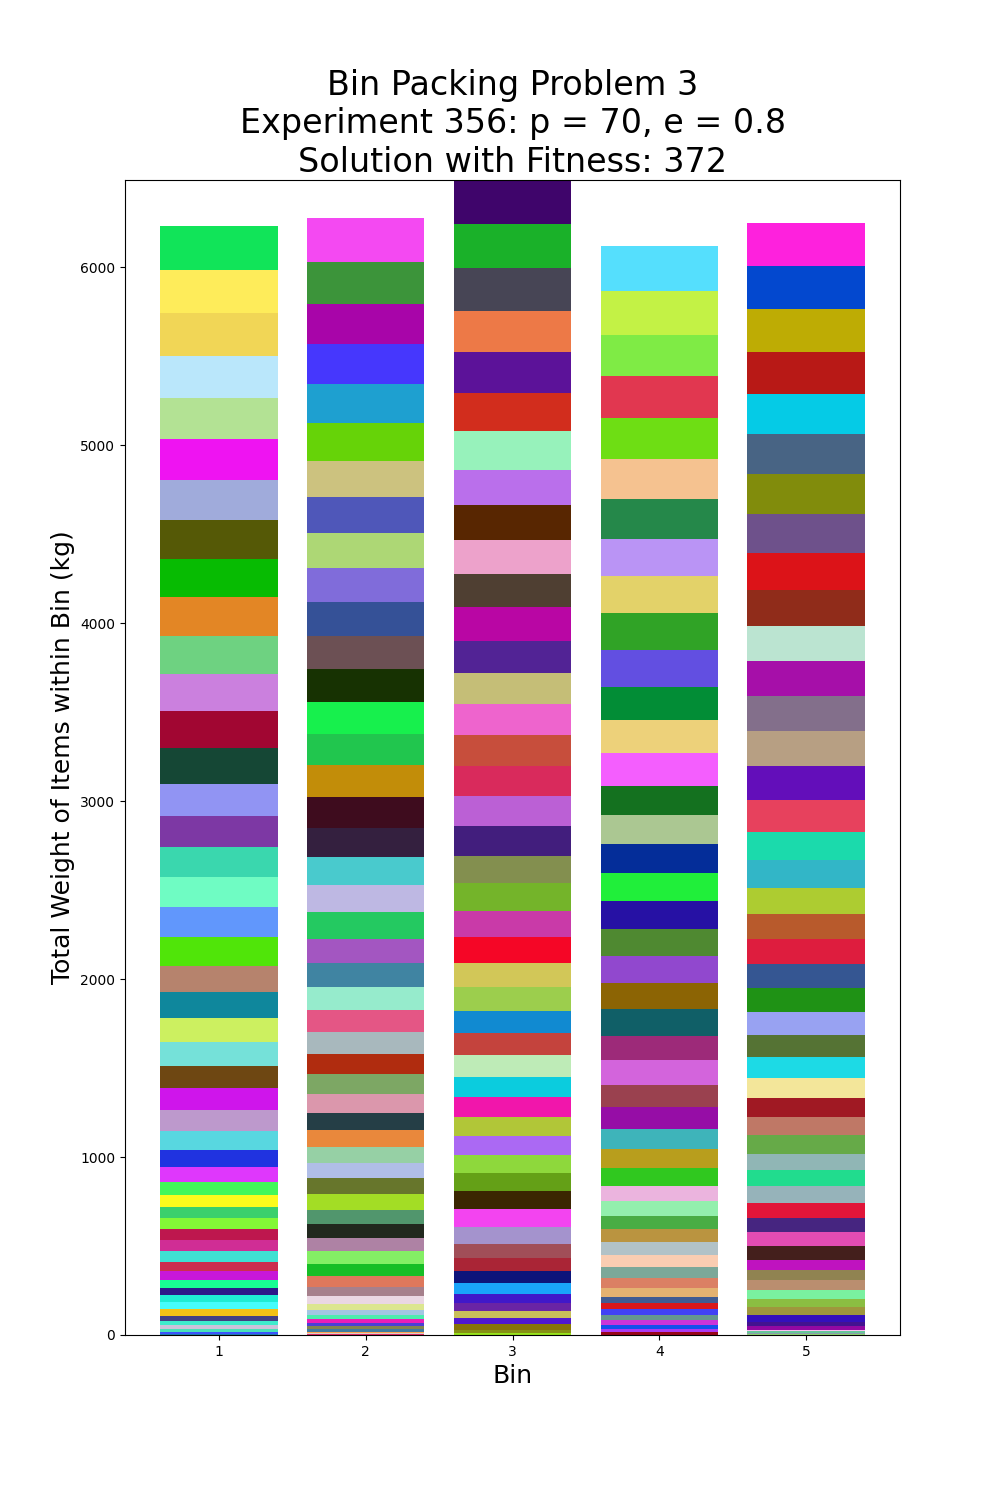 Bin Packing Problem 3
Experiment 356: p = 70, e = 0.8
Solution with Fitness: 372
Total Weight of Items within Bin (kg)
6000
5000
4000
3000
2000
1000
0
1 2 3 4 5
Bin